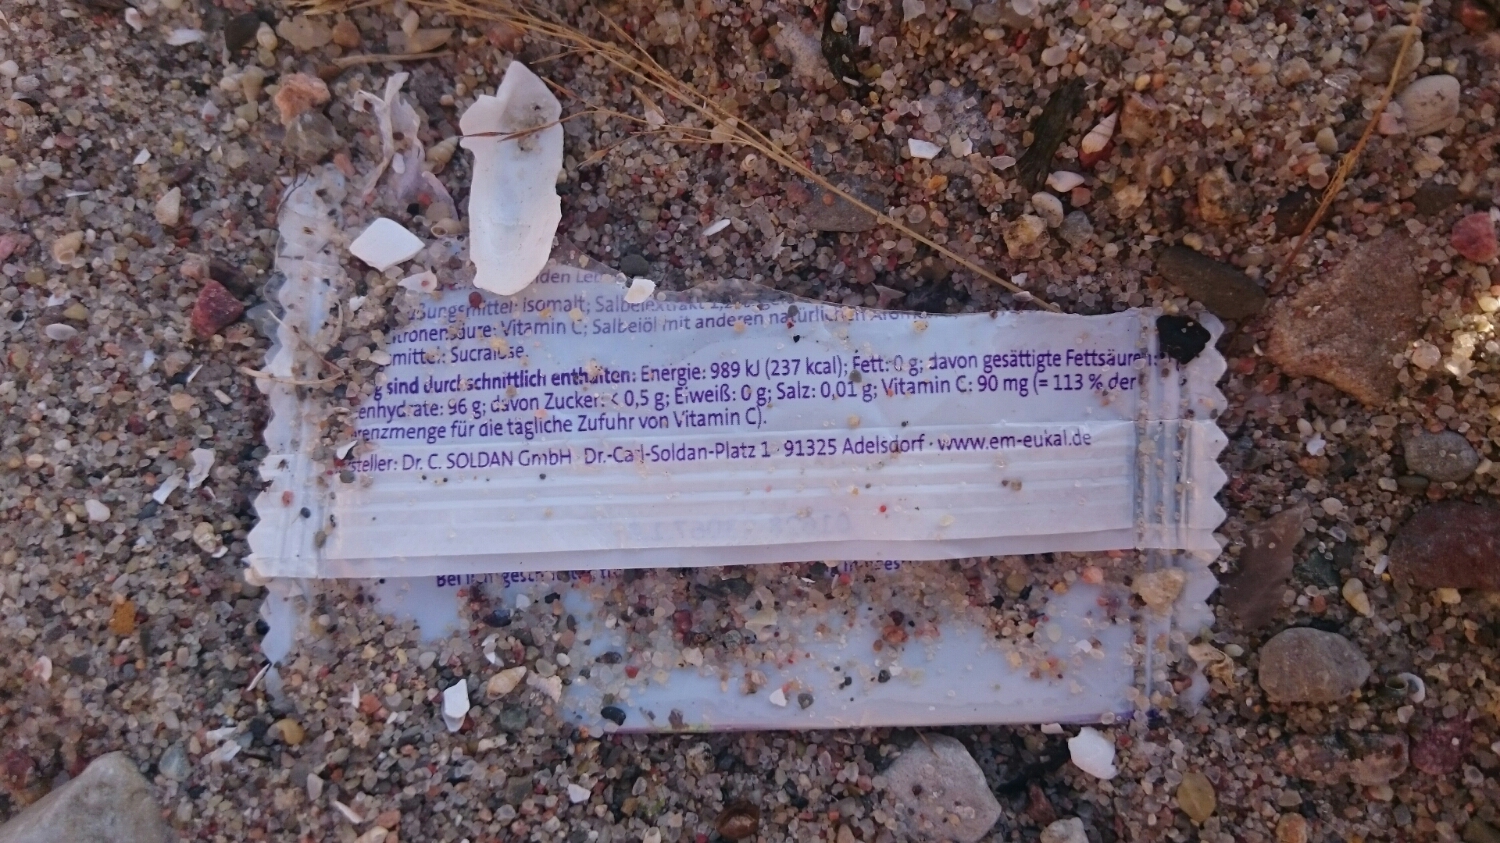 den
Süßungsmittel: Isomalt; Salbeiextrakt
Zitronensäure; Vitamin C; Salbeiöl mit anderen natürlichen
Sucralose.
g sind durchschnittlich enthalten: Energie: 989 kJ (237 kcal); Fett: 0 g; davon gesättigte Fettsäuren:
enhydrate: 96 g; davon Zucker: < 0,5 g; Eiweiß: 0 g; Salz: 0,01 g; Vitamin C: 90 mg (= 113 % der
renzmenge für die tägliche Zufuhr von Vitamin C).
steller: Dr. C. SOLDAN GmbH · Dr.-Carl-Soldan-Platz 1 · 91325 Adelsdorf · www.em-eukal.de